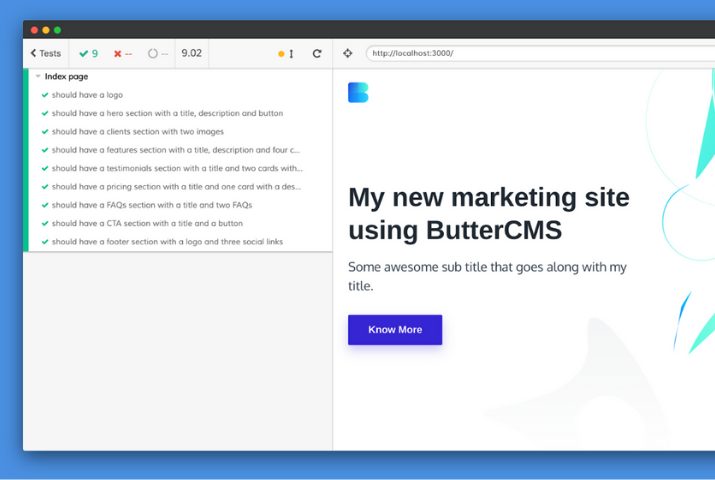 Tests
9
--
--
9.02
http://localhost:3000/
Index page
should have a logo
should have a hero section with a title, description and button
should have a clients section with two images
should have a features section with a title, description and four c...
should have a testimonials section with a title and two cards with...
should have a pricing section with a title and one card with a des...
should have a FAQs section with a title and two FAQs
should have a CTA section with a title and a button
should have a footer section with a logo and three social links
B
My new marketing site
using ButterCMS
Some awesome sub title that goes along with my
title.
Know More